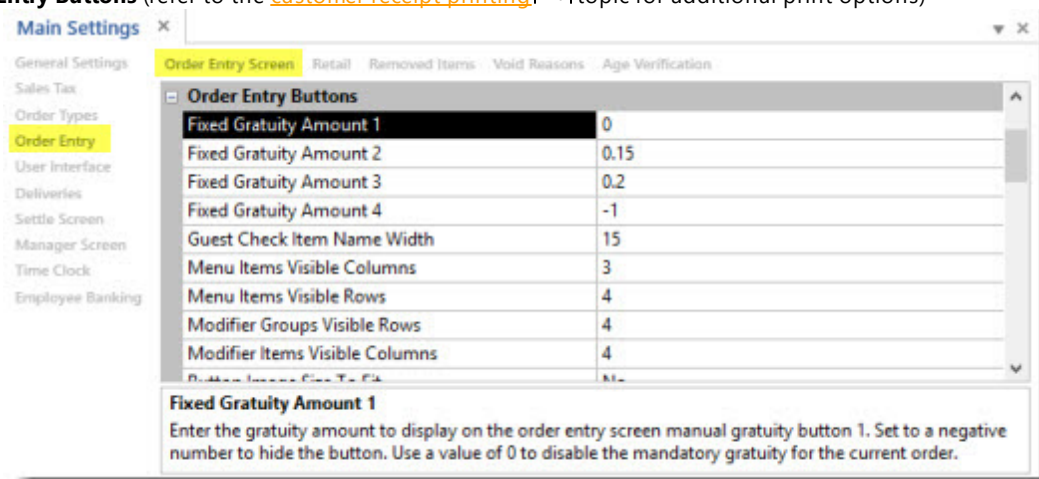 Entry Buttons (refer to the customer receipt printing topic for additional print options)
Main Settings
General Settings
Sales Tax
Order Types
Order Entry
User Interface
Deliveries
Settle Screen
Manager Screen
Time Clock
Employee Banking
Order Entry Screen Retail Removed Items Void Reasons Age Verification
Order Entry Buttons
Fixed Gratuity Amount 1 0
Fixed Gratuity Amount 2 0.15
Fixed Gratuity Amount 3 0.2
Fixed Gratuity Amount 4 -1
Guest Check Item Name Width 15
Menu Items Visible Columns 3
Menu Items Visible Rows 4
Modifier Groups Visible Rows 4
Modifier Items Visible Columns 4
Button Image Size To Fit No
Fixed Gratuity Amount 1
Enter the gratuity amount to display on the order entry screen manual gratuity button 1. Set to a negative
number to hide the button. Use a value of 0 to disable the mandatory gratuity for the current order.